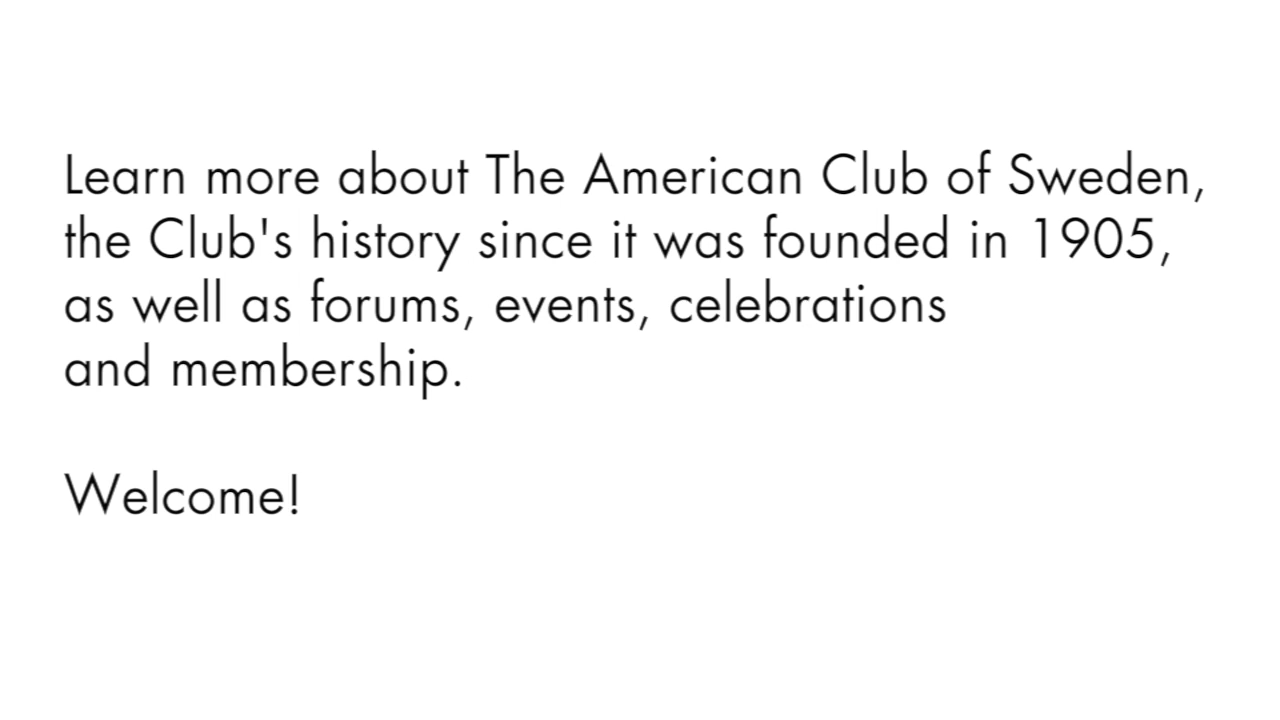 Learn more about The American Club of Sweden,
the Club's history since it was founded in 1905,
as well as forums, events, celebrations
and membership.
Welcome!